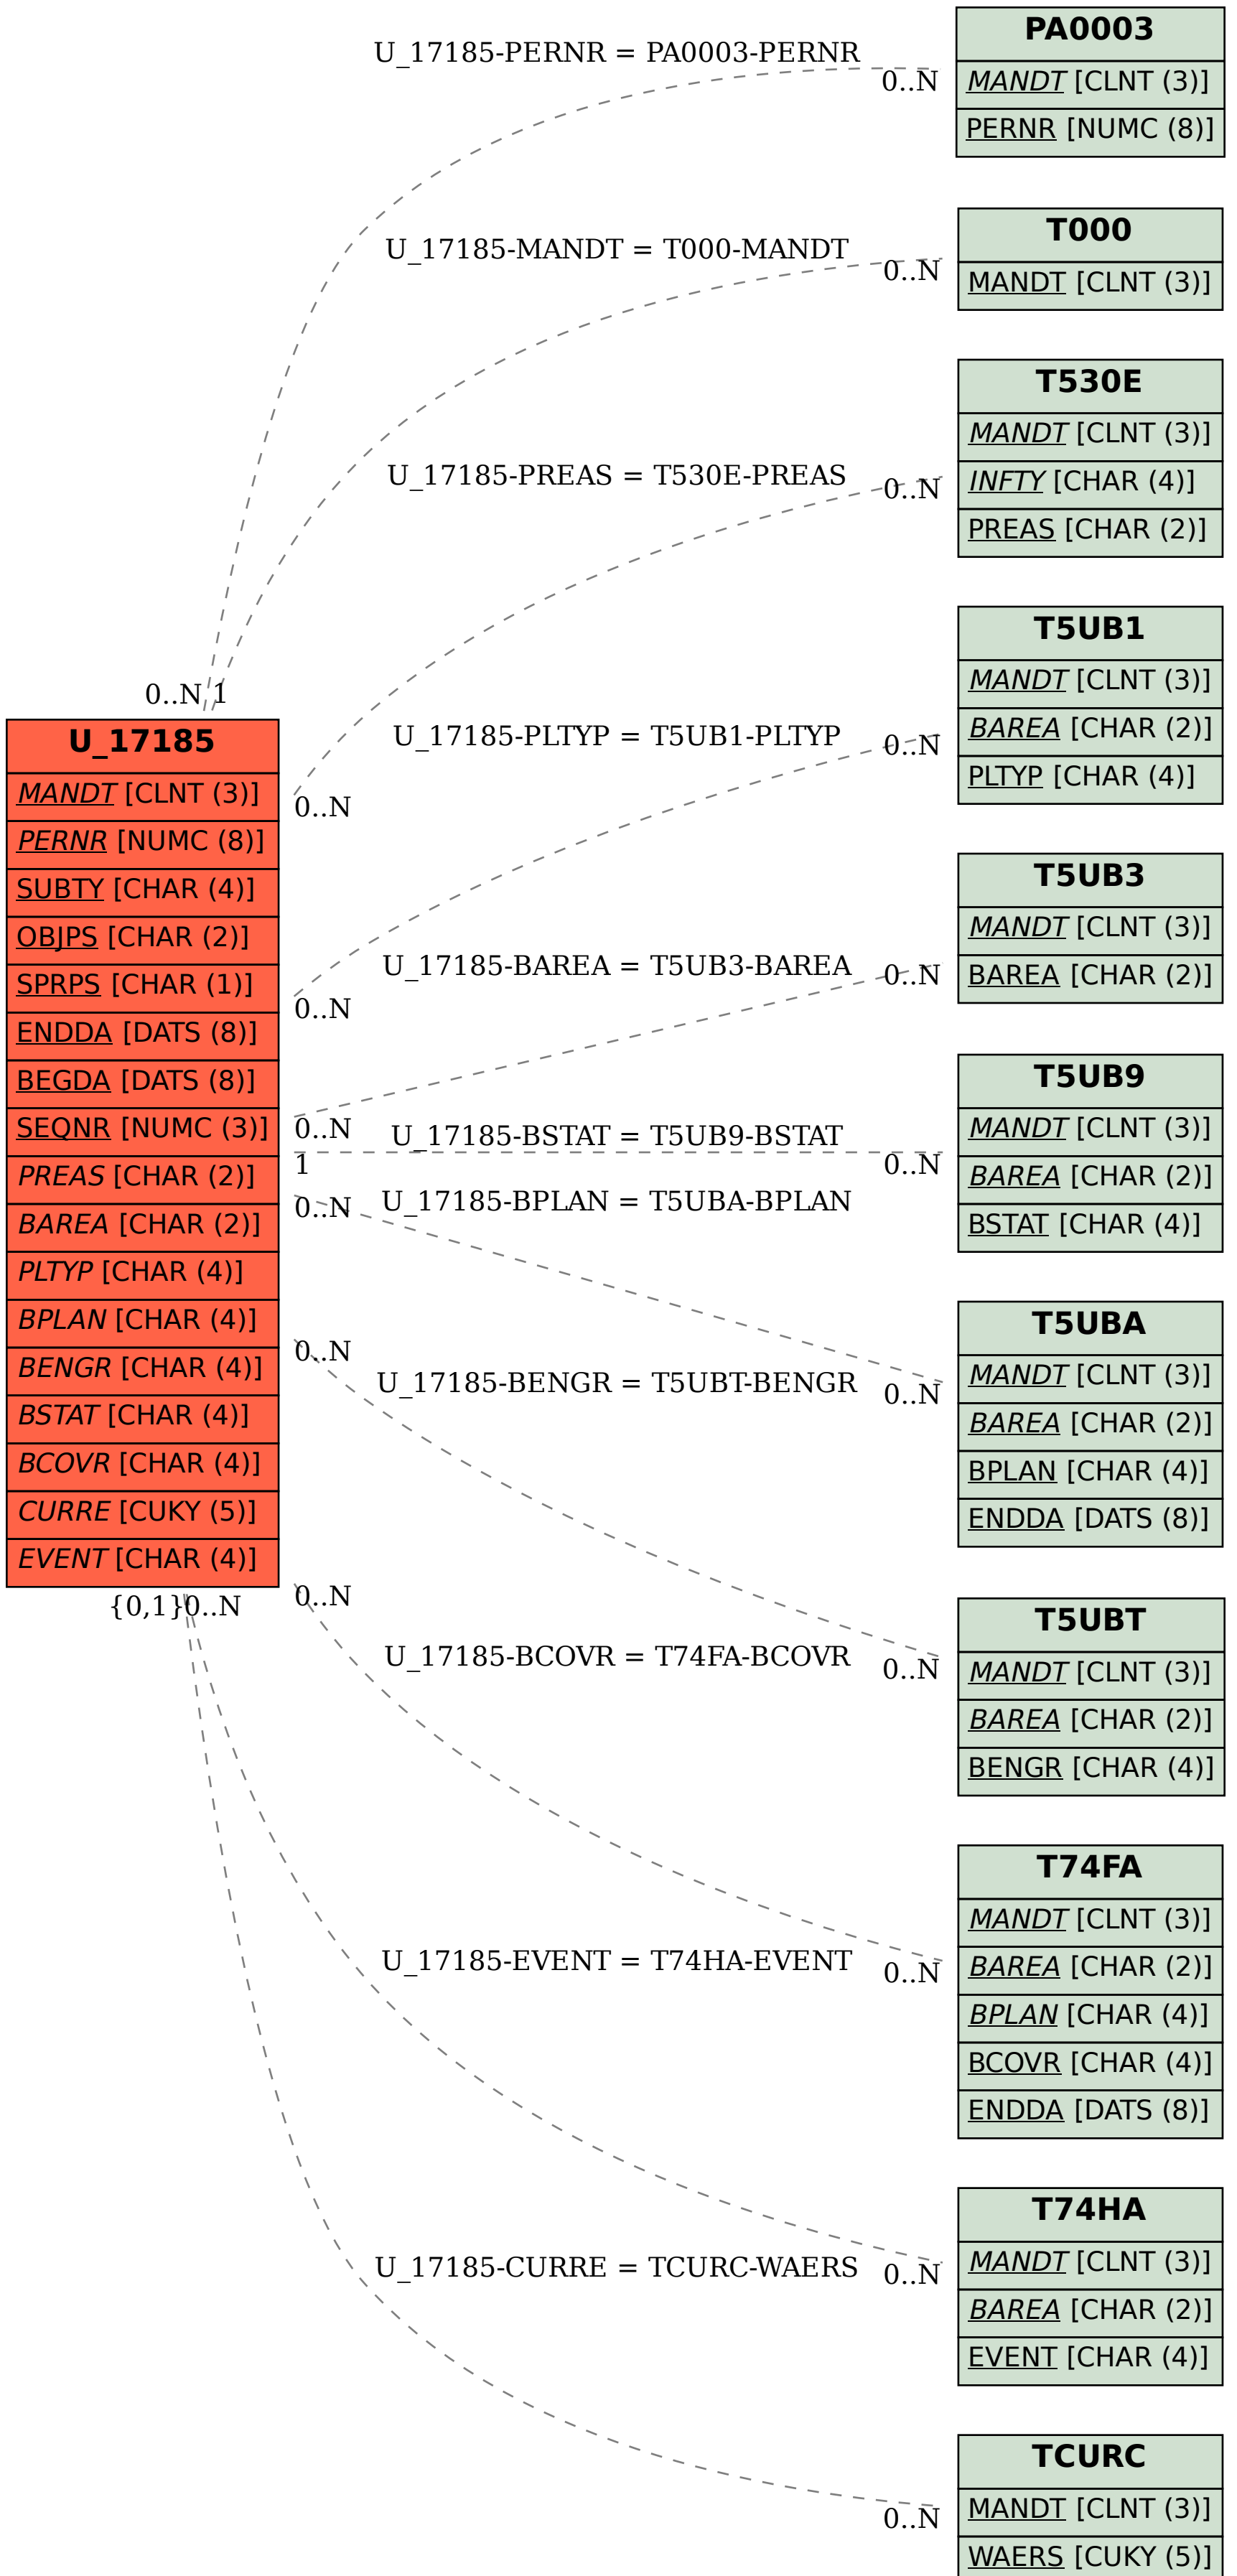 U_17185-PERNR = PA0003-PERNR
0..N
PA0003
MANDT [CLNT (3)]
PERNR [NUMC (8)]
U_17185-MANDT = T000-MANDT
0..N
T000
MANDT [CLNT (3)]
U_17185-PREAS = T530E-PREAS
0..N
T530E
MANDT [CLNT (3)]
INFTY [CHAR (4)]
PREAS [CHAR (2)]
U_17185-PLTYP = T5UB1-PLTYP
0..N
T5UB1
MANDT [CLNT (3)]
BAREA [CHAR (2)]
PLTYP [CHAR (4)]
0..N
1
U_17185
MANDT [CLNT (3)]
PERNR [NUMC (8)]
SUBTY [CHAR (4)]
OBJPS [CHAR (2)]
SPRPS [CHAR (1)]
ENDDA [DATS (8)]
BEGDA [DATS (8)]
SEQNR [NUMC (3)]
PREAS [CHAR (2)]
BAREA [CHAR (2)]
PLTYP [CHAR (4)]
BPLAN [CHAR (4)]
BENGR [CHAR (4)]
BSTAT [CHAR (4)]
BCOVR [CHAR (4)]
CURRE [CUKY (5)]
EVENT [CHAR (4)]
{0,1}
0..N
0..N
0..N
0..N
1
0..N
0..N
0..N
U_17185-BAREA = T5UB3-BAREA
0..N
T5UB3
MANDT [CLNT (3)]
BAREA [CHAR (2)]
U_17185-BSTAT = T5UB9-BSTAT
0..N
T5UB9
MANDT [CLNT (3)]
BAREA [CHAR (2)]
BSTAT [CHAR (4)]
U_17185-BPLAN = T5UBA-BPLAN
0..N
T5UBA
MANDT [CLNT (3)]
BAREA [CHAR (2)]
BPLAN [CHAR (4)]
ENDDA [DATS (8)]
U_17185-BENGR = T5UBT-BENGR
0..N
T5UBT
MANDT [CLNT (3)]
BAREA [CHAR (2)]
BENGR [CHAR (4)]
U_17185-BCOVR = T74FA-BCOVR
0..N
T74FA
MANDT [CLNT (3)]
BAREA [CHAR (2)]
BPLAN [CHAR (4)]
BCOVR [CHAR (4)]
ENDDA [DATS (8)]
U_17185-EVENT = T74HA-EVENT
0..N
T74HA
MANDT [CLNT (3)]
BAREA [CHAR (2)]
EVENT [CHAR (4)]
U_17185-CURRE = TCURC-WAERS
0..N
TCURC
MANDT [CLNT (3)]
WAERS [CUKY (5)]